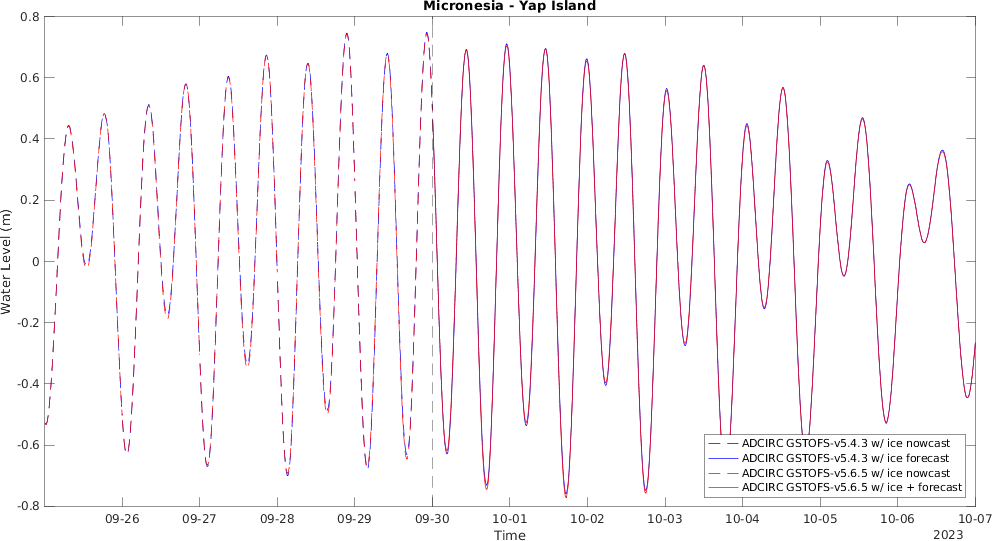 Micronesia - Yap Island
0.8
0.6
0.4
0.2
0
-0.2
-0.4
-0.6
-0.8
Water Level (m)
ADCIRC GSTOFS-v5.4.3 w/ ice nowcast
ADCIRC GSTOFS-v5.4.3 w/ ice forecast
ADCIRC GSTOFS-v5.6.5 w/ ice nowcast
ADCIRC GSTOFS-v5.6.5 w/ ice + forecast
09-26 09-27 09-28 09-29 09-30 10-01 10-02 10-03 10-04 10-05 10-06 10-07
Time
2023